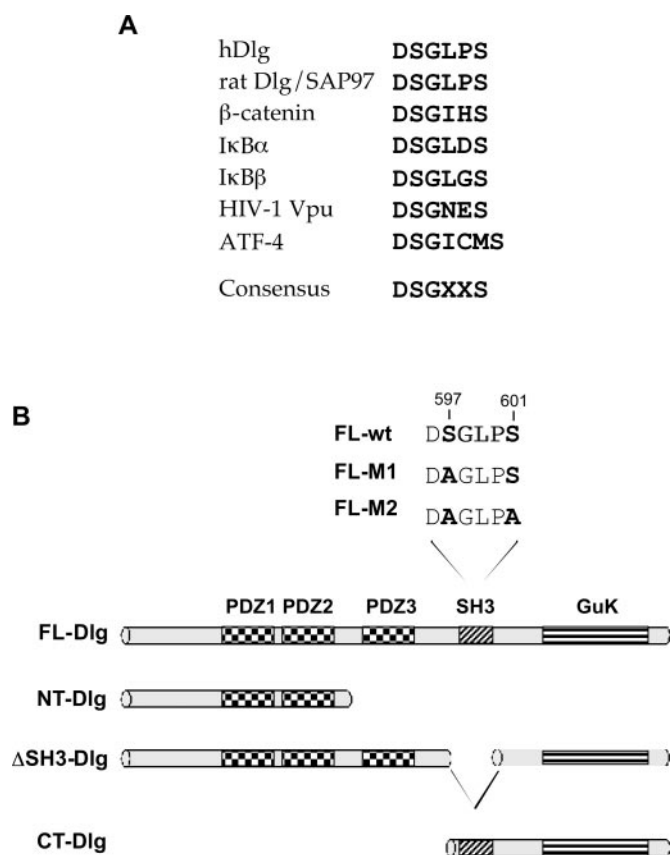 A
hDlg DSGLPS
rat Dlg/SAP97 DSGLPS
β-catenin DSGIHS
IκBα DSGLDS
IκBβ DSGLGS
HIV-1 Vpu DSGNES
ATF-4 DSGICMS
Consensus DSGXXS
B
597 601
FL-wt DSGLPS
FL-M1 DAGLPS
FL-M2 DAGLPA
PDZ1 PDZ2 PDZ3 SH3 GuK
FL-Dlg
NT-Dlg
ΔSH3-Dlg
CT-Dlg